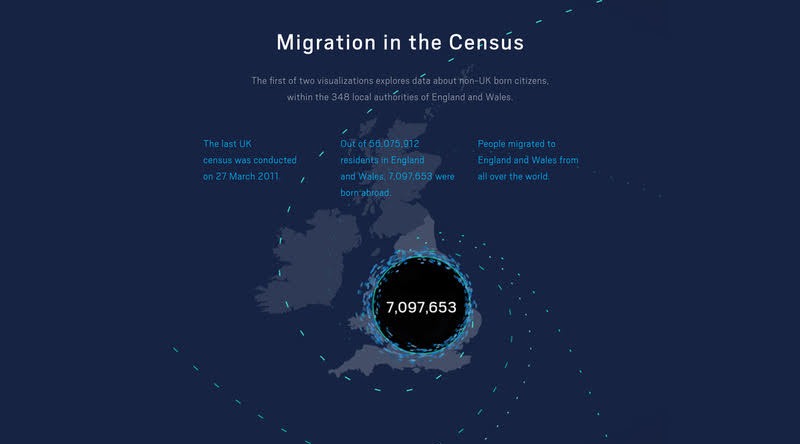 Migration in the Census
The first of two visualizations explores data about non-UK born citizens,
within the 348 local authorities of England and Wales.
The last UK
census was conducted
on 27 March 2011.
Out of 56,075,912
residents in England
and Wales, 7,097,653 were
born abroad.
People migrated to
England and Wales from
all over the world.
7,097,653